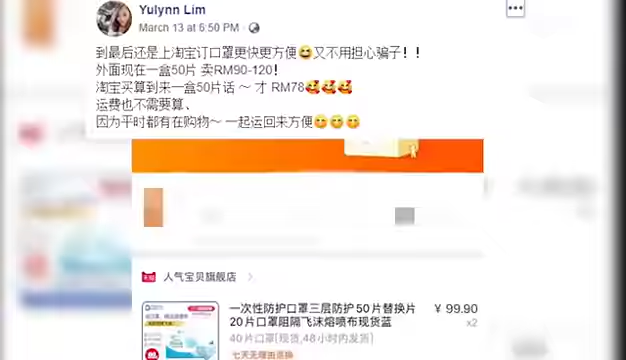 Yulynn Lim
March 13 at 6:50 PM
到最后还是上淘宝订口罩更快更方便😆又不用担心骗子！！
外面现在一盒50片 卖RM90-120！
淘宝买算到来一盒50片话 ～ 才 RM78🥰🥰🥰
运费也不需要算、
因为平时都有在购物～ 一起运回来方便😋😋😋
人气宝贝旗舰店
一次性防护口罩三层防护50片替换片 ¥ 99.90
20片口罩阻隔飞沫熔喷布现货蓝 x2
40片口罩[现货,48小时内发货)
七天无理由退换